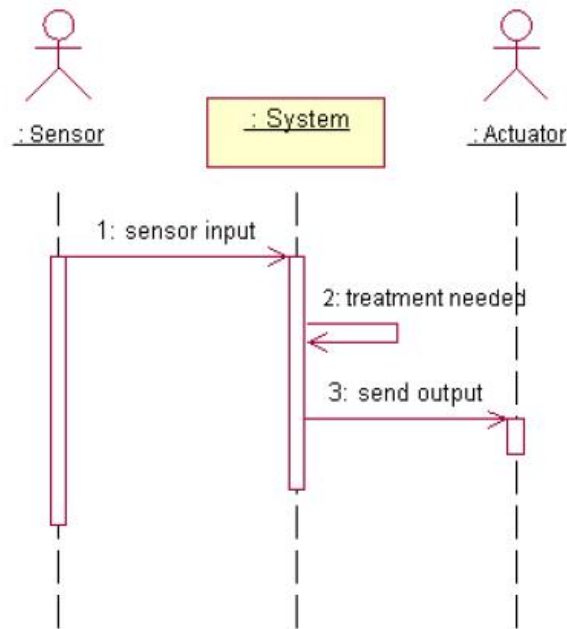 : Sensor
: System
: Actuator
1: sensor input
2: treatment needed
3: send output